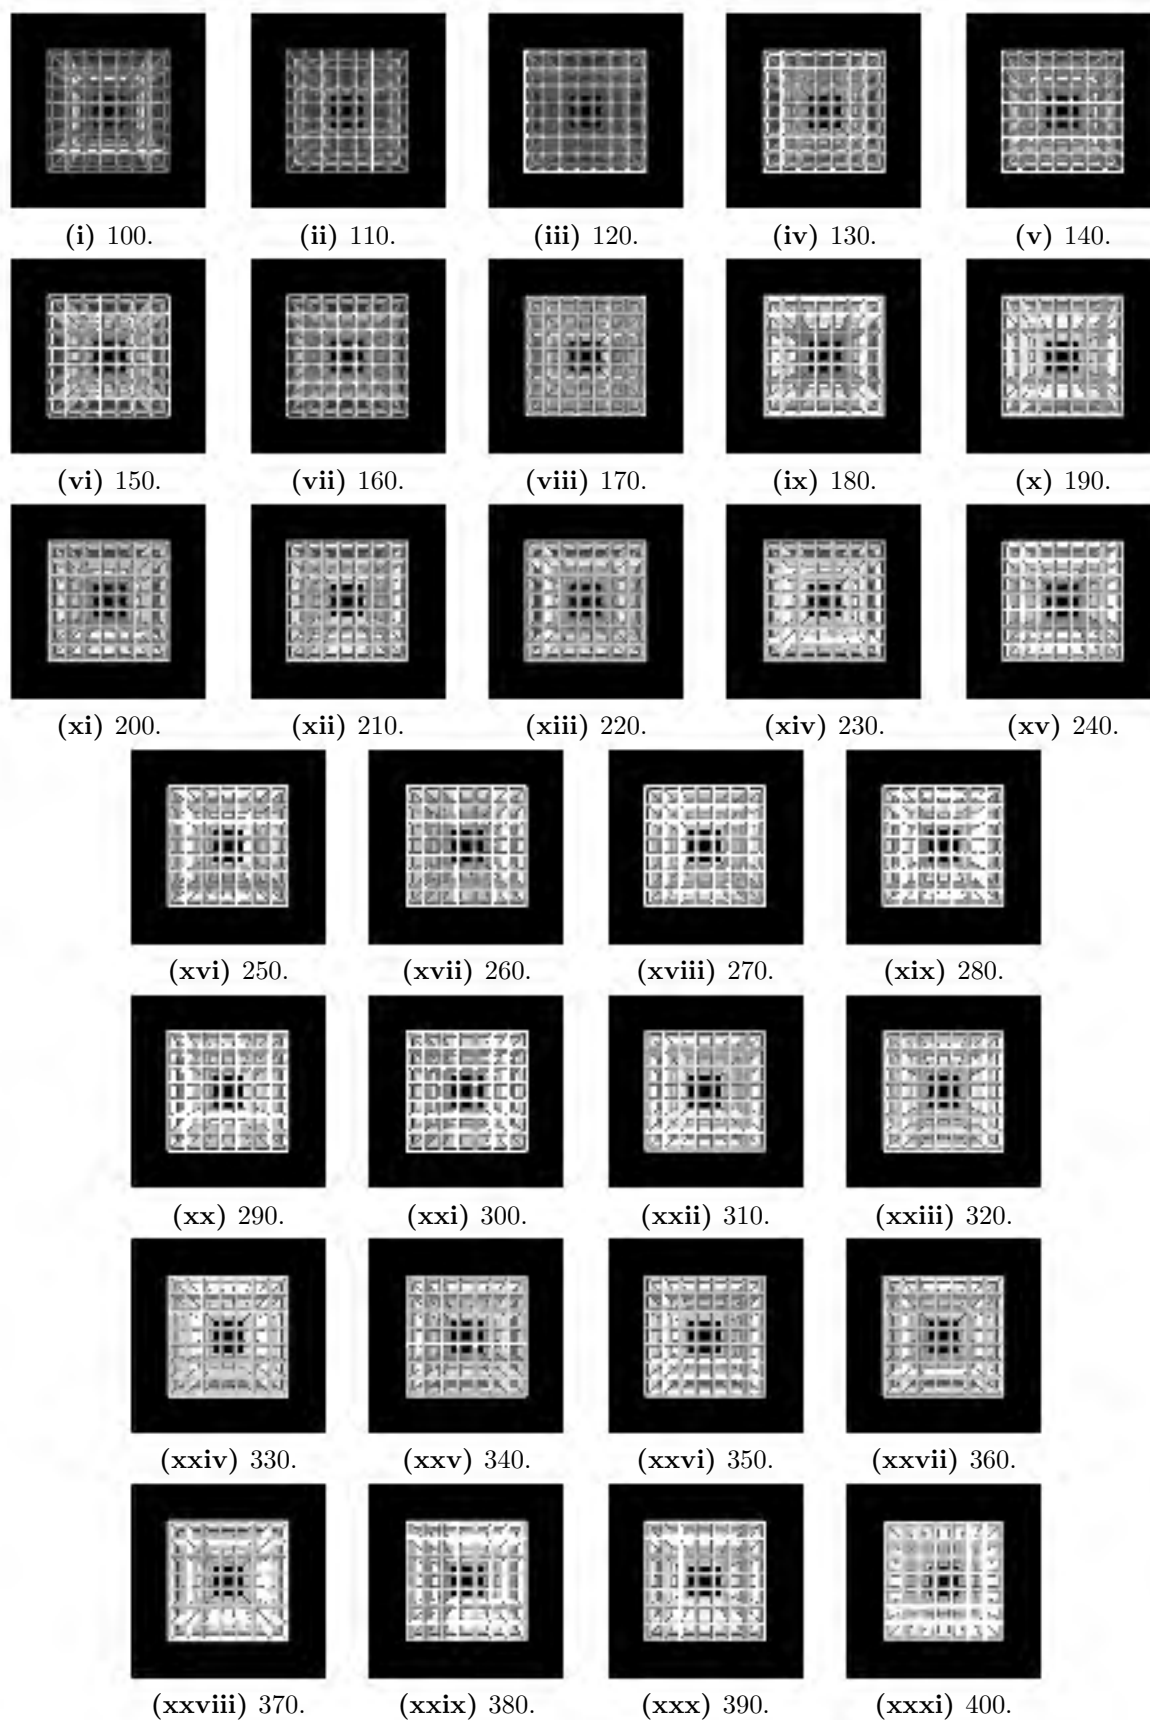 (i) 100. (ii) 110. (iii) 120. (iv) 130. (v) 140.
(vi) 150. (vii) 160. (viii) 170. (ix) 180. (x) 190.
(xi) 200. (xii) 210. (xiii) 220. (xiv) 230. (xv) 240.
(xvi) 250. (xvii) 260. (xviii) 270. (xix) 280.
(xx) 290. (xxi) 300. (xxii) 310. (xxiii) 320.
(xxiv) 330. (xxv) 340. (xxvi) 350. (xxvii) 360.
(xxviii) 370. (xxix) 380. (xxx) 390. (xxxi) 400.